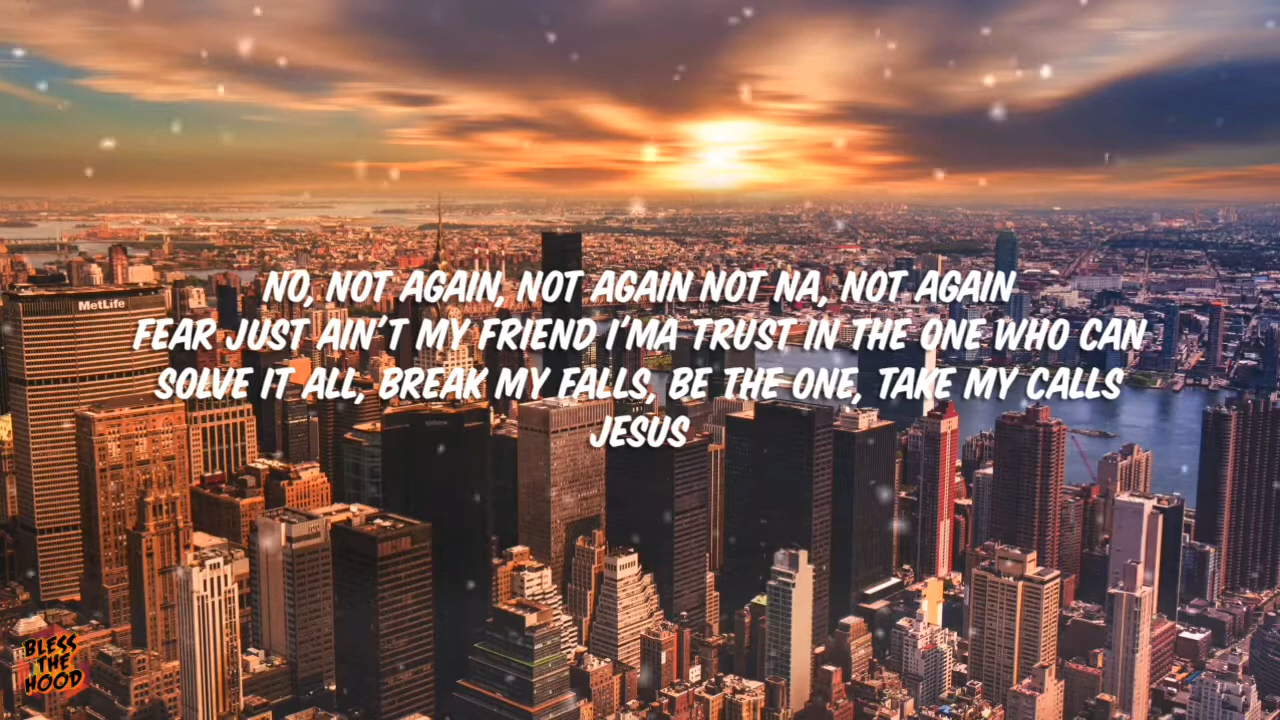 MetLife
NO, NOT AGAIN, NOT AGAIN NOT NA, NOT AGAIN
FEAR JUST AIN'T MY FRIEND I'MA TRUST IN THE ONE WHO CAN
SOLVE IT ALL, BREAK MY FALLS, BE THE ONE, TAKE MY CALLS
JESUS
BLESS
THE
HOOD